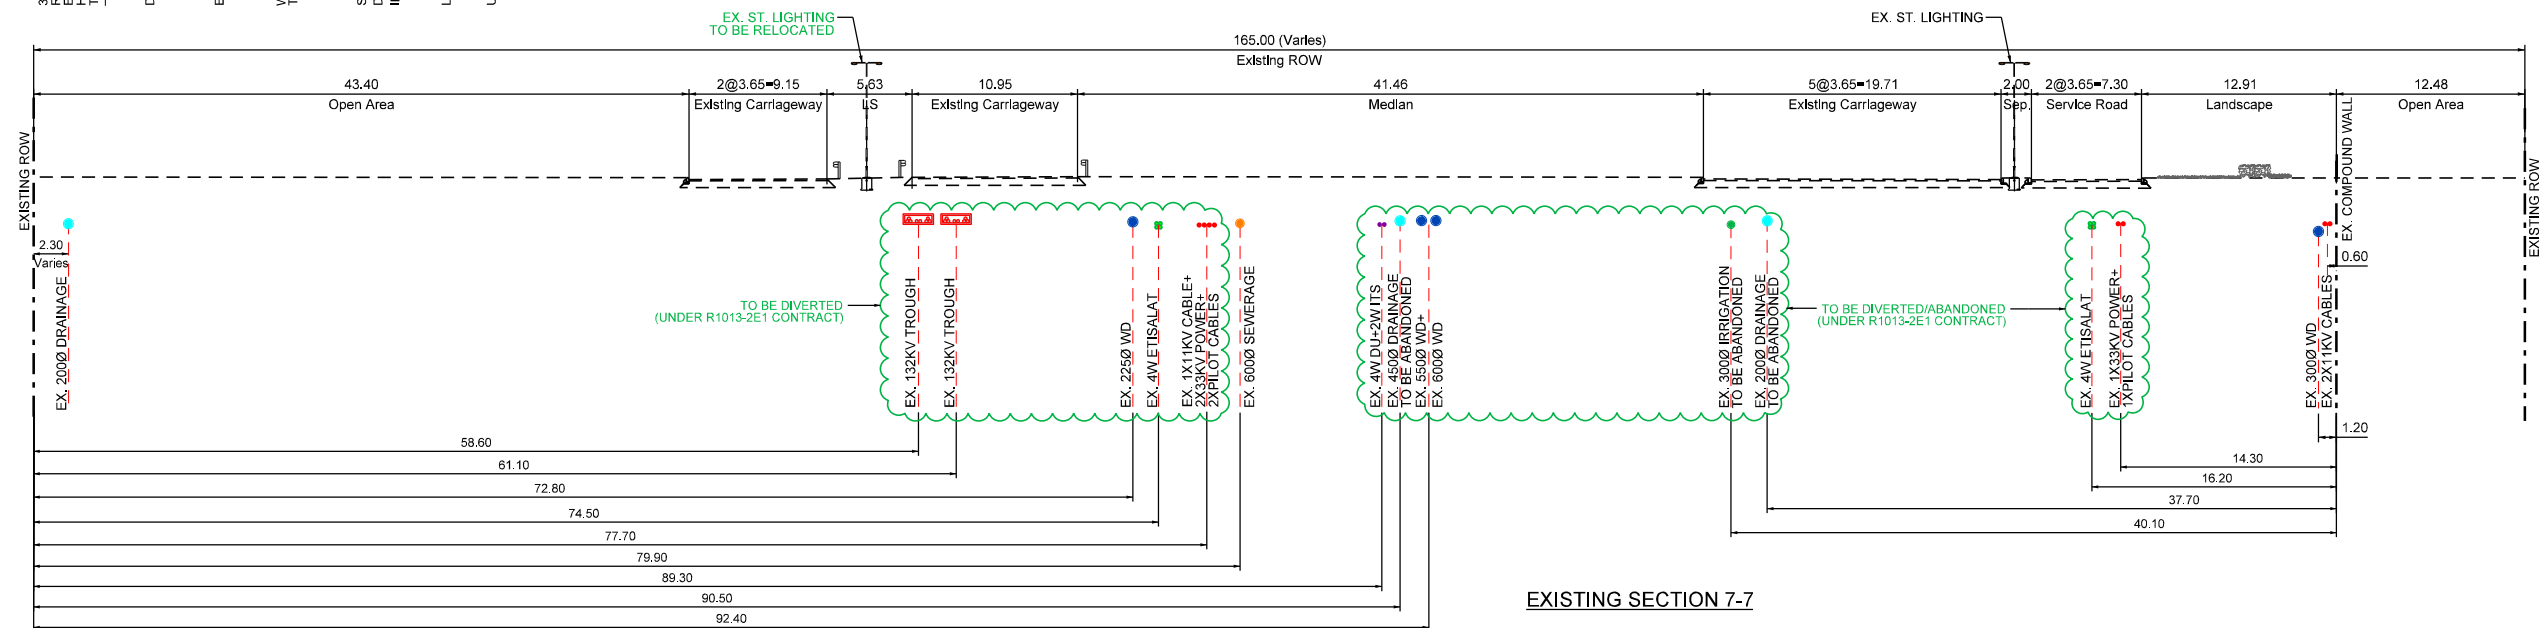 EX. ST. LIGHTING
TO BE RELOCATED
EX. ST. LIGHTING
165.00 (Varies)
Existing ROW
43.40
Open Area
2@3.65=9.15
Existing Carriageway
5.63
LS
10.95
Existing Carriageway
41.46
Median
5@3.65=19.71
Existing Carriageway
2.00
Sep.
2@3.65=7.30
Service Road
12.91
Landscape
12.48
Open Area
EXISTING ROW
EX. COMPOUND WALL
EXISTING ROW
2.30
Varies
0.60
EX. 200Ø DRAINAGE
TO BE DIVERTED
(UNDER R1013-2E1 CONTRACT)
EX. 132KV TROUGH
EX. 132KV TROUGH
EX. 225Ø WD
EX. 4W ETISALAT
EX. 1X11KV CABLE+
2X33KV POWER+
2XPILOT CABLES
EX. 600Ø SEWERAGE
EX. 4W DU+2W ITS
EX. 450Ø DRAINAGE
TO BE ABANDONED
EX. 550Ø WD+
EX. 600Ø WD
EX. 300Ø IRRIGATION
TO BE ABANDONED
EX. 200Ø DRAINAGE
TO BE ABANDONED
TO BE DIVERTED/ABANDONED
(UNDER R1013-2E1 CONTRACT)
EX. 4W ETISALAT
EX. 1X33KV POWER+
1XPILOT CABLES
EX. 300Ø WD
EX. 2X11KV CABLES
1.20
58.60
14.30
61.10
16.20
72.80
37.70
74.50
40.10
77.70
79.90
89.30
90.50
92.40
EXISTING SECTION 7-7